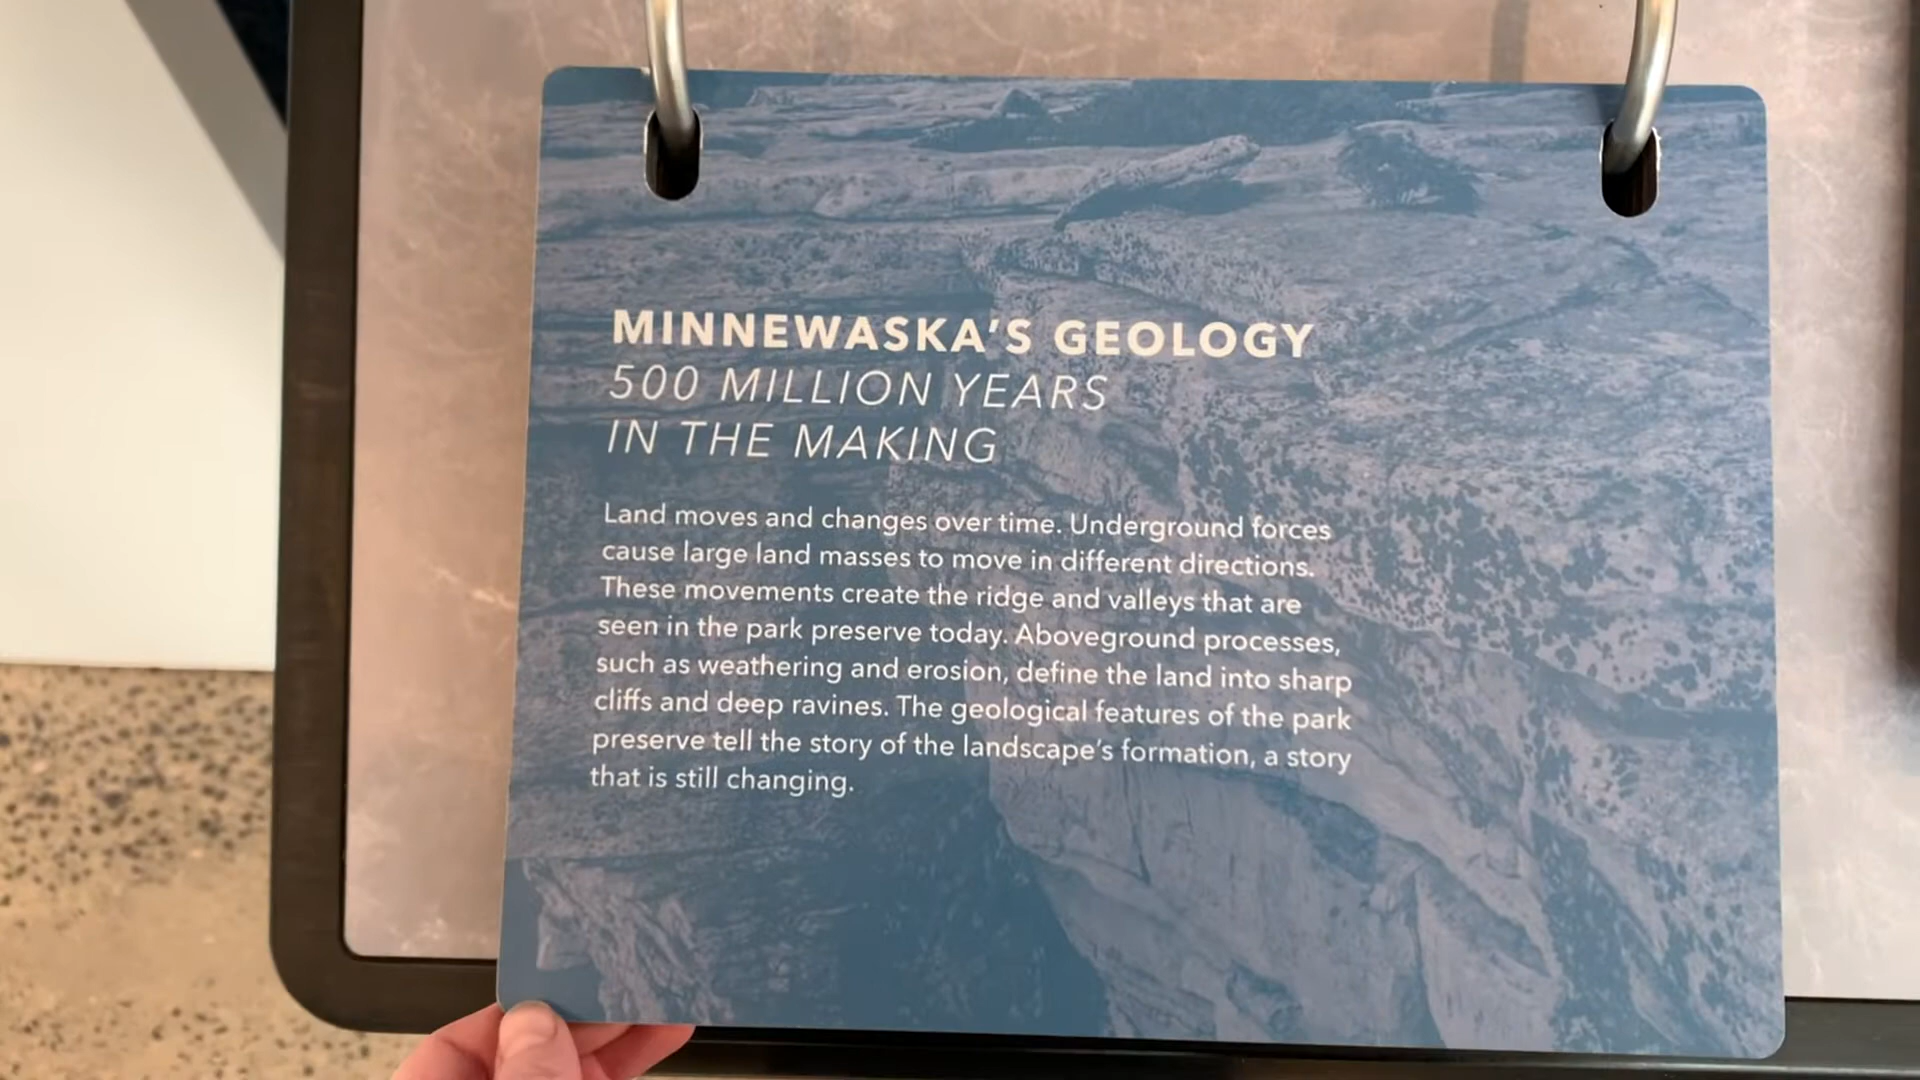 MINNEWASKA'S GEOLOGY
500 MILLION YEARS
IN THE MAKING
Land moves and changes over time. Underground forces
cause large land masses to move in different directions.
These movements create the ridge and valleys that are
seen in the park preserve today. Aboveground processes,
such as weathering and erosion, define the land into sharp
cliffs and deep ravines. The geological features of the park
preserve tell the story of the landscape's formation, a story
that is still changing.